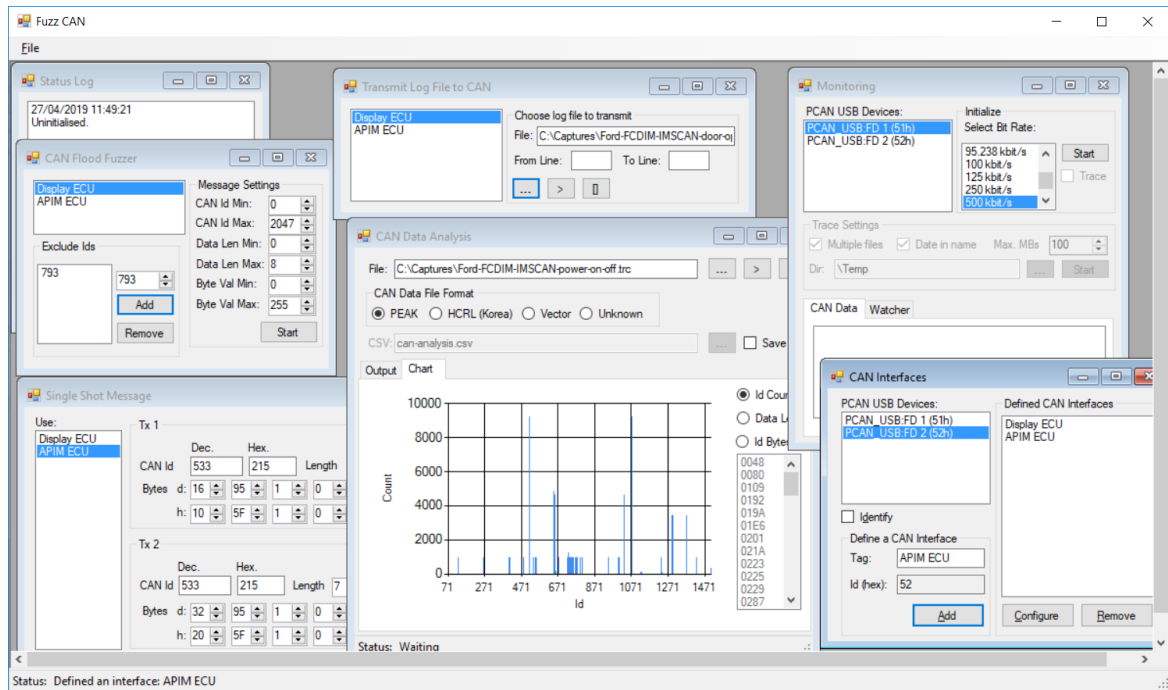 Fuzz CAN
File
Status Log
27/04/2019 11:49:21
Uninitialised.
CAN Flood Fuzzer
Display ECU
APIM ECU
Exclude Ids
793
793
Add
Remove
Message Settings
CAN Id Min: 0
CAN Id Max: 2047
Data Len Min: 0
Data Len Max: 8
Byte Val Min: 0
Byte Val Max: 255
Start
Single Shot Message
Use:
Display ECU
APIM ECU
Tx 1
Dec. Hex.
CAN Id 533 215 Length
Bytes d: 16 95 1 0
h: 10 5F 1 0
Tx 2
Dec. Hex.
CAN Id 533 215 Length 7
Bytes d: 32 95 1 0
h: 20 5F 1 0
Transmit Log File to CAN
Display ECU
APIM ECU
Choose log file to transmit
File: C:\Captures\Ford-FCDIM-IMSCAN-door-op
From Line: To Line:
... > []
CAN Data Analysis
File: C:\Captures\Ford-FCDIM-IMSCAN-power-on-off.trc ... >
CAN Data File Format
PEAK HCRL (Korea) Vector Unknown
CSV: can-analysis.csv ... Save
Output Chart
10000
8000
6000
4000
2000
0
Count
71 271 471 671 871 1071 1271 1471
Id
Id Coun
Data Le
Id Bytes
0048
0080
0109
0192
019A
01E6
0201
021A
0223
0225
0229
0287
Status: Waiting
Monitoring
PCAN USB Devices:
PCAN_USB:FD 1 (51h)
PCAN_USB:FD 2 (52h)
Initialize
Select Bit Rate:
95.238 kbit/s
100 kbit/s
125 kbit/s
250 kbit/s
500 kbit/s
Start
Trace
Trace Settings
Multiple files Date in name Max. MBs 100
Dir: \Temp ... Start
CAN Data Watcher
CAN Interfaces
PCAN USB Devices:
PCAN_USB:FD 1 (51h)
PCAN_USB:FD 2 (52h)
Identify
Define a CAN Interface
Tag: APIM ECU
Id (hex): 52
Add
Defined CAN Interfaces
Display ECU
APIM ECU
Configure Remove
Status: Defined an interface: APIM ECU